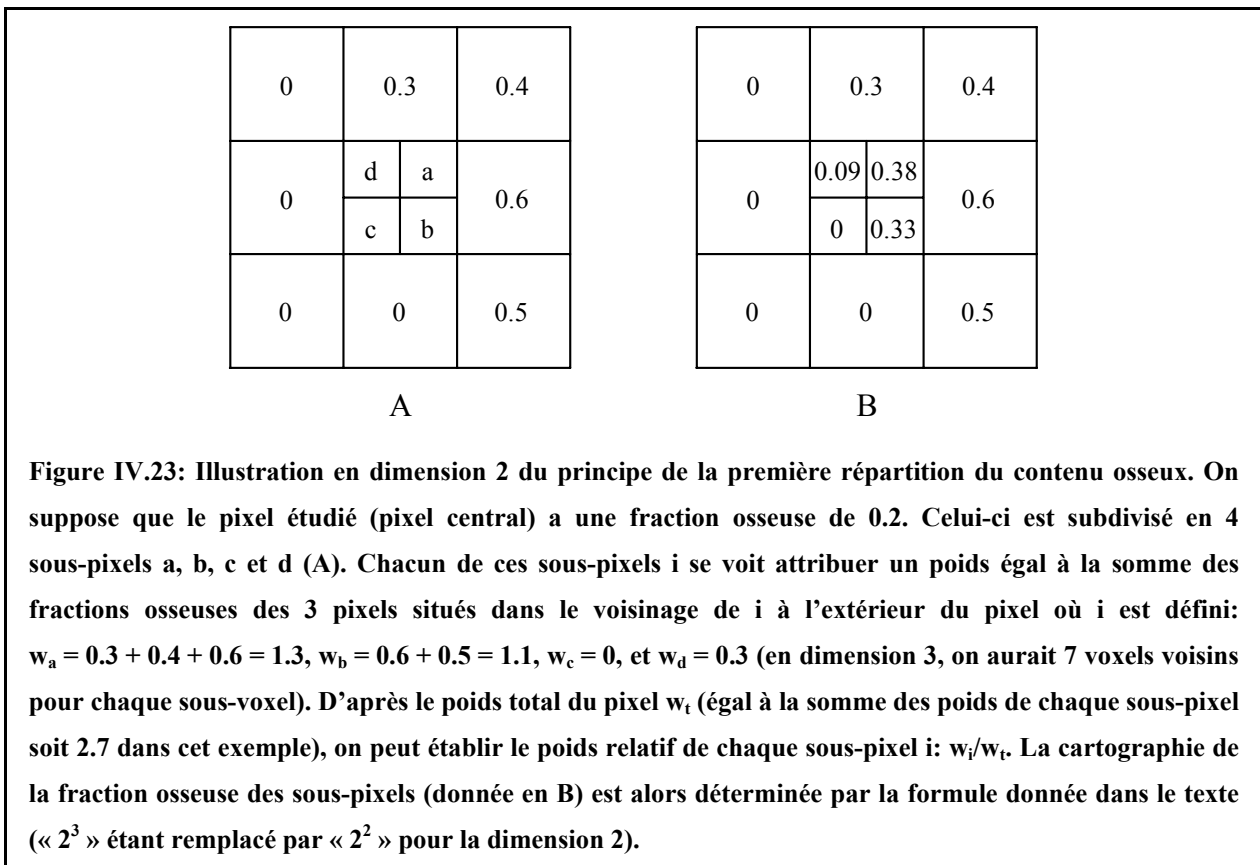 0 0.3 0.4 0 0.3 0.4
d a 0.09 0.38
0 0.6 0 0.6
c b 0 0.33
0 0 0.5 0 0 0.5
A B
Figure IV.23: Illustration en dimension 2 du principe de la première répartition du contenu osseux. On
suppose que le pixel étudié (pixel central) a une fraction osseuse de 0.2. Celui-ci est subdivisé en 4
sous-pixels a, b, c et d (A). Chacun de ces sous-pixels i se voit attribuer un poids égal à la somme des
fractions osseuses des 3 pixels situés dans le voisinage de i à l’extérieur du pixel où i est défini:
wₐ = 0.3 + 0.4 + 0.6 = 1.3, w_b = 0.6 + 0.5 = 1.1, w_c = 0, et w_d = 0.3 (en dimension 3, on aurait 7 voxels voisins
pour chaque sous-voxel). D’après le poids total du pixel wₜ (égal à la somme des poids de chaque sous-pixel
soit 2.7 dans cet exemple), on peut établir le poids relatif de chaque sous-pixel i: wᵢ/wₜ. La cartographie de
la fraction osseuse des sous-pixels (donnée en B) est alors déterminée par la formule donnée dans le texte
(« 2³ » étant remplacé par « 2² » pour la dimension 2).